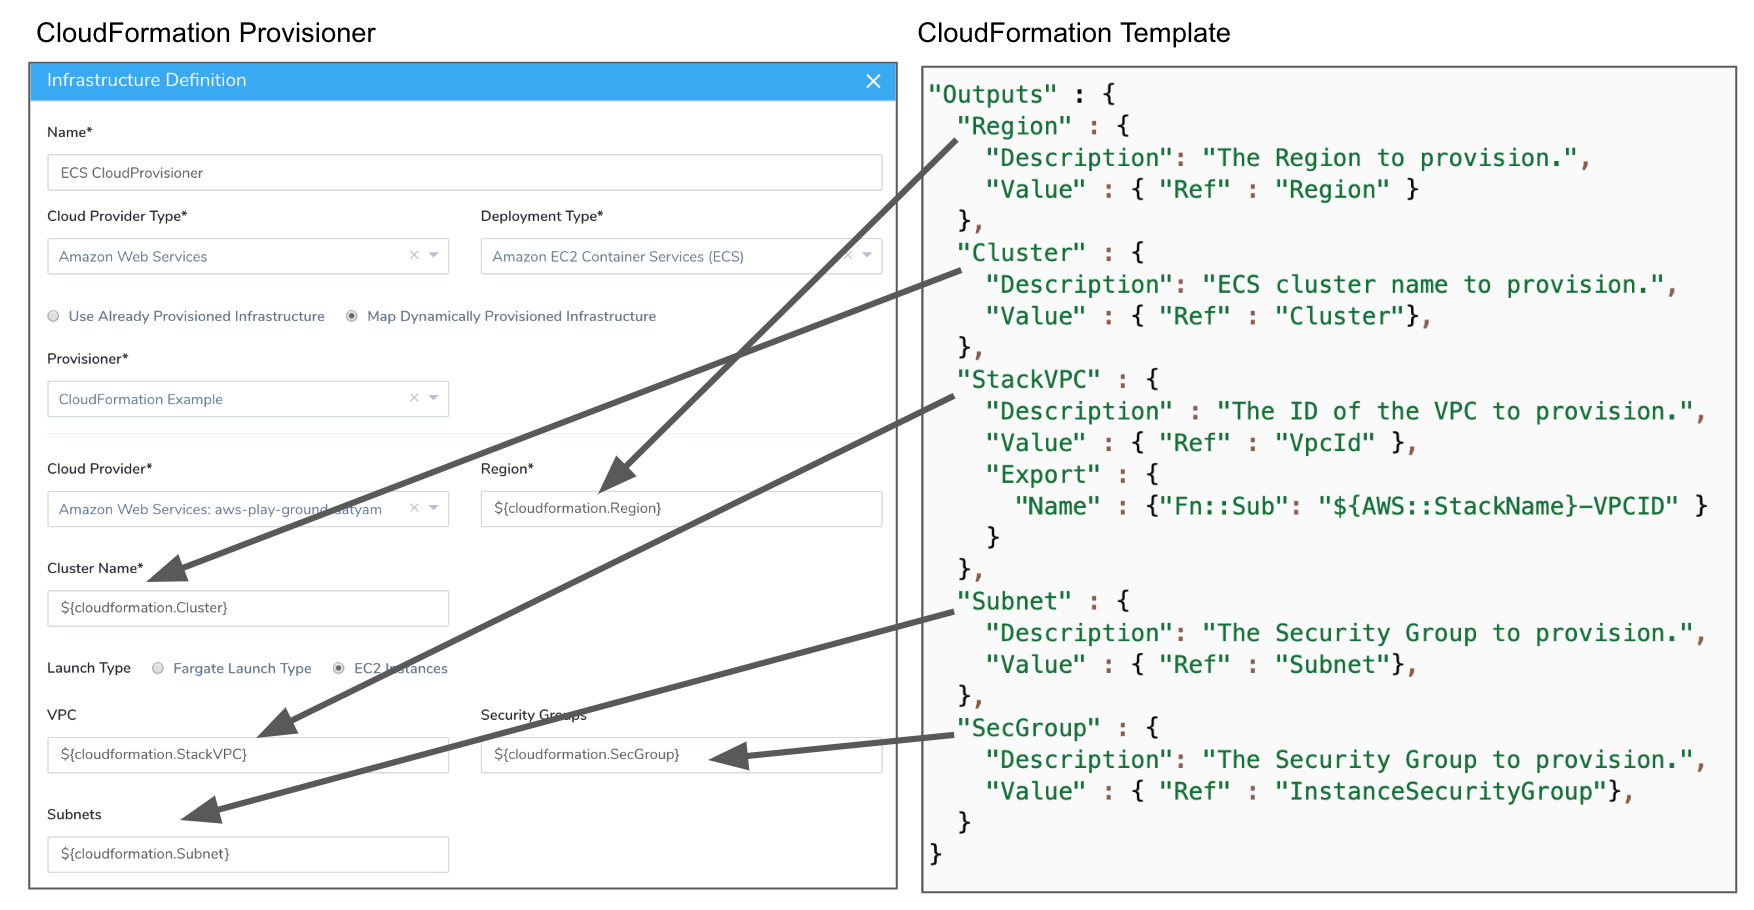 CloudFormation Provisioner
Infrastructure Definition
Name*
ECS CloudProvisioner
Cloud Provider Type*
Deployment Type*
Amazon Web Services
Amazon EC2 Container Services (ECS)
Use Already Provisioned Infrastructure
Map Dynamically Provisioned Infrastructure
Provisioner*
CloudFormation Example
Cloud Provider*
Region*
Amazon Web Services: aws-play-ground-satyam
${cloudformation.Region}
Cluster Name*
${cloudformation.Cluster}
Launch Type
Fargate Launch Type
EC2 Instances
VPC
Security Groups
${cloudformation.StackVPC}
${cloudformation.SecGroup}
Subnets
${cloudformation.Subnet}
CloudFormation Template
"Outputs" : {
  "Region" : {
    "Description": "The Region to provision.",
    "Value" : { "Ref" : "Region" }
  },
  "Cluster" : {
    "Description": "ECS cluster name to provision.",
    "Value" : { "Ref" : "Cluster"},
  },
  "StackVPC" : {
    "Description" : "The ID of the VPC to provision.",
    "Value" : { "Ref" : "VpcId" },
    "Export" : {
      "Name" : {"Fn::Sub": "${AWS::StackName}-VPCID" }
    }
  },
  "Subnet" : {
    "Description": "The Security Group to provision.",
    "Value" : { "Ref" : "Subnet"},
  },
  "SecGroup" : {
    "Description": "The Security Group to provision.",
    "Value" : { "Ref" : "InstanceSecurityGroup"},
  }
}